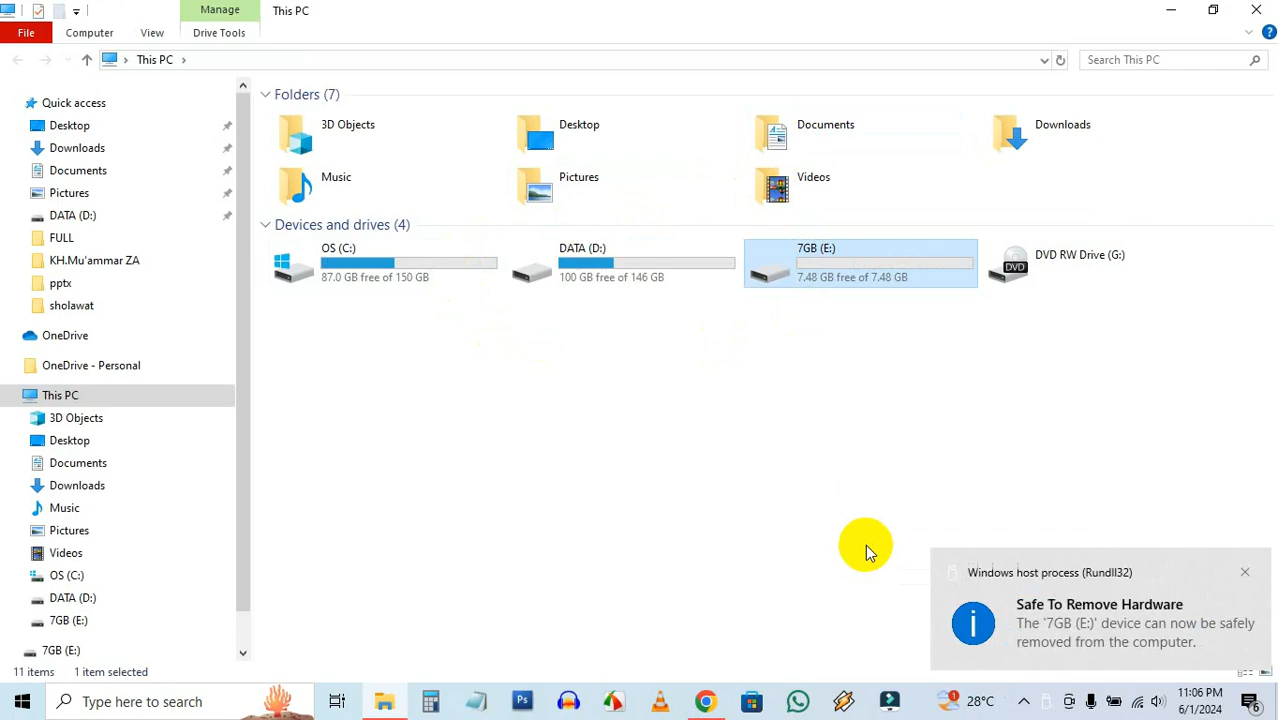 Manage
This PC
File
Computer
View
Drive Tools
This PC
Search This PC
Quick access
Desktop
Downloads
Documents
Pictures
DATA (D:)
FULL
KH.Mu'ammar ZA
pptx
sholawat
OneDrive
OneDrive - Personal
This PC
3D Objects
Desktop
Documents
Downloads
Music
Pictures
Videos
OS (C:)
DATA (D:)
7GB (E:)
7GB (E:)
Folders (7)
3D Objects
Desktop
Documents
Downloads
Music
Pictures
Videos
Devices and drives (4)
OS (C:)
87.0 GB free of 150 GB
DATA (D:)
100 GB free of 146 GB
7GB (E:)
7.48 GB free of 7.48 GB
DVD
DVD RW Drive (G:)
Windows host process (Rundll32)
Safe To Remove Hardware
The '7GB (E:)' device can now be safely
removed from the computer.
11 items
1 item selected
Type here to search
Ps
1
28°C
11:06 PM
6/1/2024
6